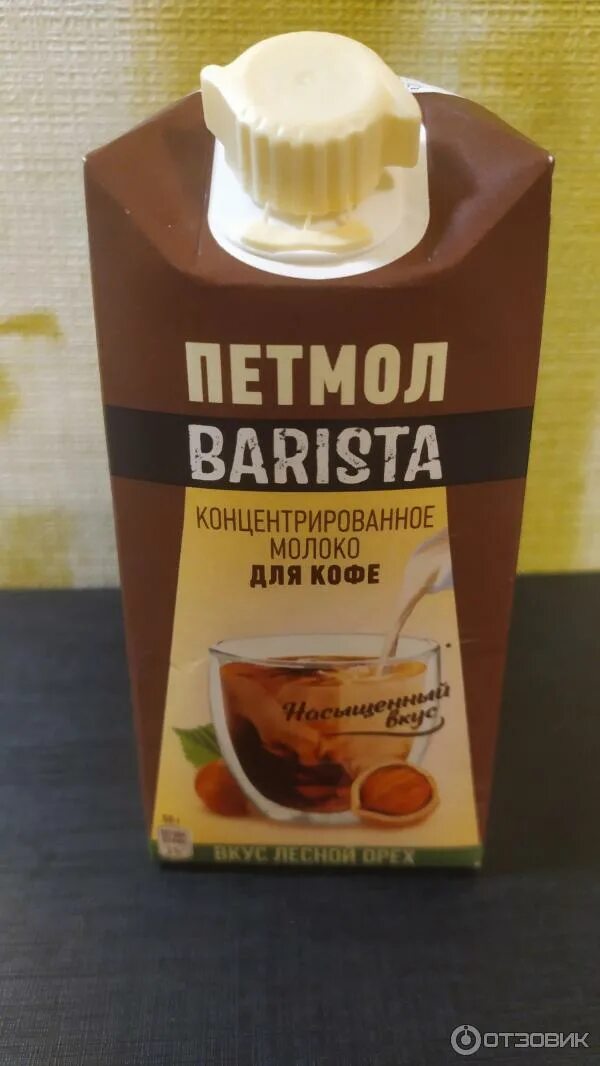 ПЕТМОЛ
BARISTA
КОНЦЕНТРИРОВАННОЕ
МОЛОКО
ДЛЯ КОФЕ
Насыщенный
вкус
ВКУС ЛЕСНОЙ ОРЕХ
ОТЗОВИК